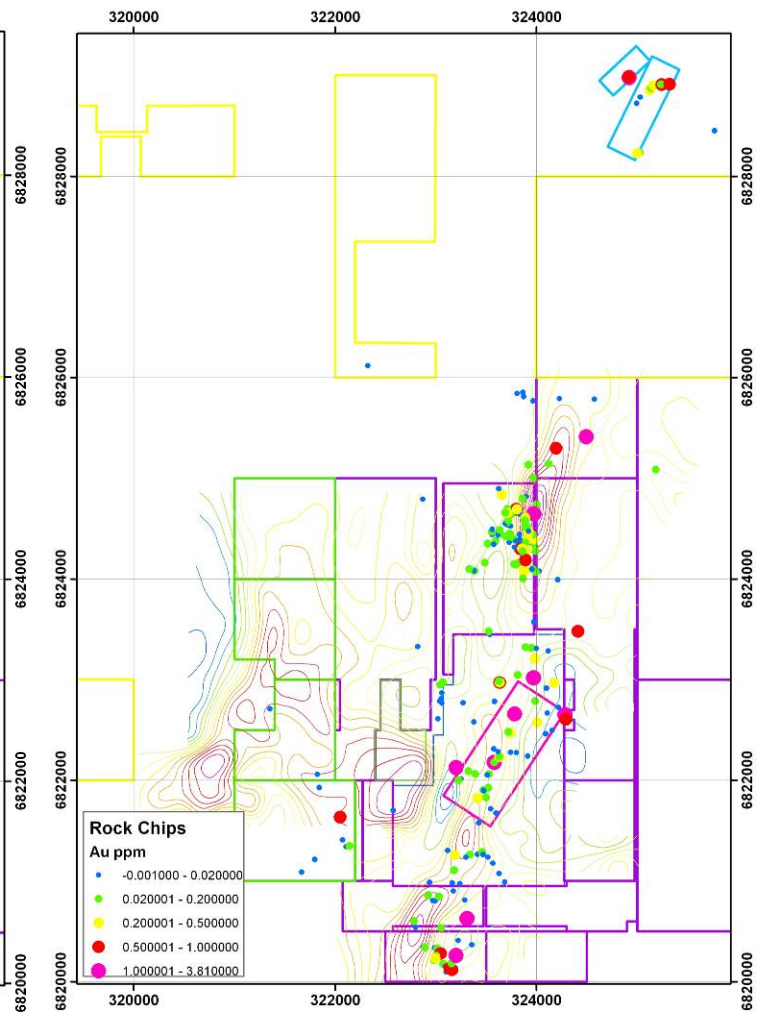 320000 322000 324000
6828000 6828000
6826000 6826000
6824000 6824000
6822000 6822000
6820000 6820000
Rock Chips
Au ppm
-0.001000 - 0.020000
0.020001 - 0.200000
0.200001 - 0.500000
0.500001 - 1.000000
1.000001 - 3.810000
320000 322000 324000